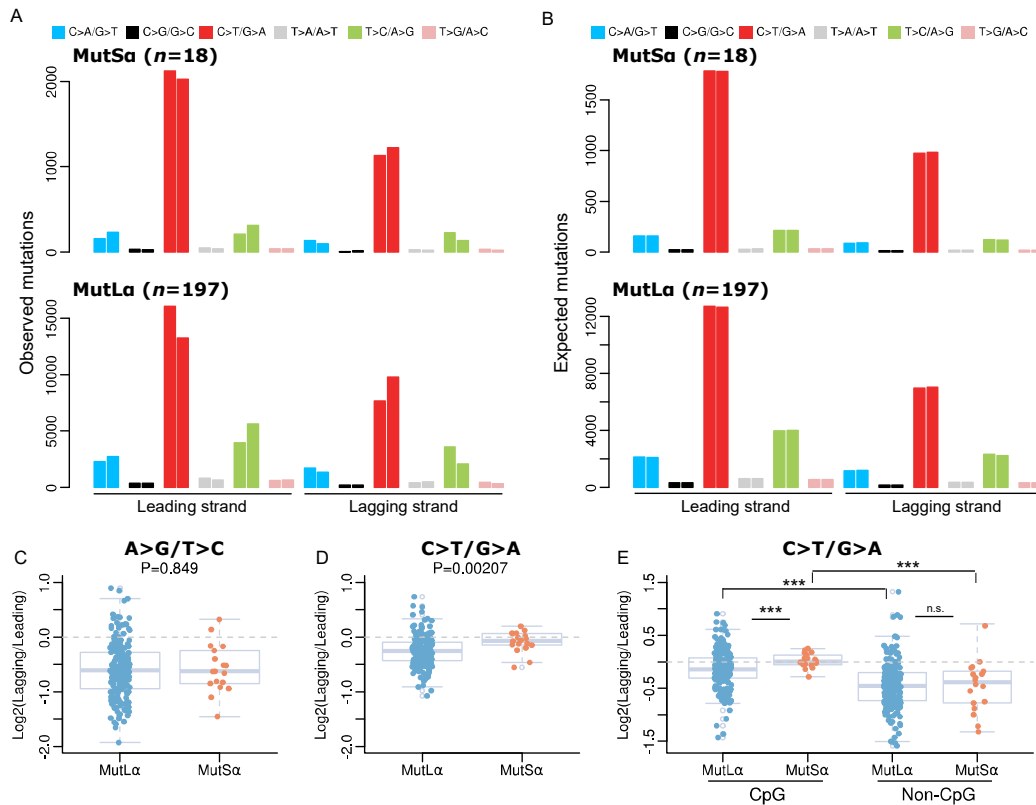 A
C>A/G>T C>G/G>C C>T/G>A T>A/A>T T>C/A>G T>G/A>C
MutSα (n=18)
2000
1000
0
MutLα (n=197)
15000
10000
5000
0
Observed mutations
Leading strand Lagging strand
B
C>A/G>T C>G/G>C C>T/G>A T>A/A>T T>C/A>G T>G/A>C
MutSα (n=18)
1500
1000
500
0
MutLα (n=197)
12000
8000
4000
0
Expected mutations
Leading strand Lagging strand
C
A>G/T>C
P=0.849
Log2(Lagging/Leading)
1.0
0.0
-1.0
-2.0
MutLα MutSα
D
C>T/G>A
P=0.00207
Log2(Lagging/Leading)
1.0
0.0
-1.0
-2.0
MutLα MutSα
E
C>T/G>A
Log2(Lagging/Leading)
1.5
0.5
-0.5
-1.5
***
***
***
n.s.
MutLα MutSα MutLα MutSα
CpG Non-CpG